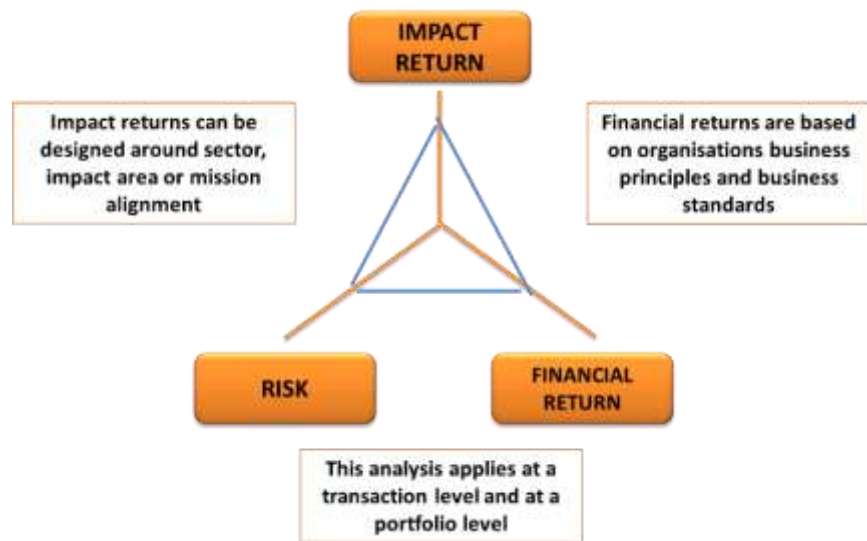 IMPACT
RETURN
Impact returns can be
designed around sector,
impact area or mission
alignment
Financial returns are based
on organisations business
principles and business
standards
RISK
FINANCIAL
RETURN
This analysis applies at a
transaction level and at a
portfolio level